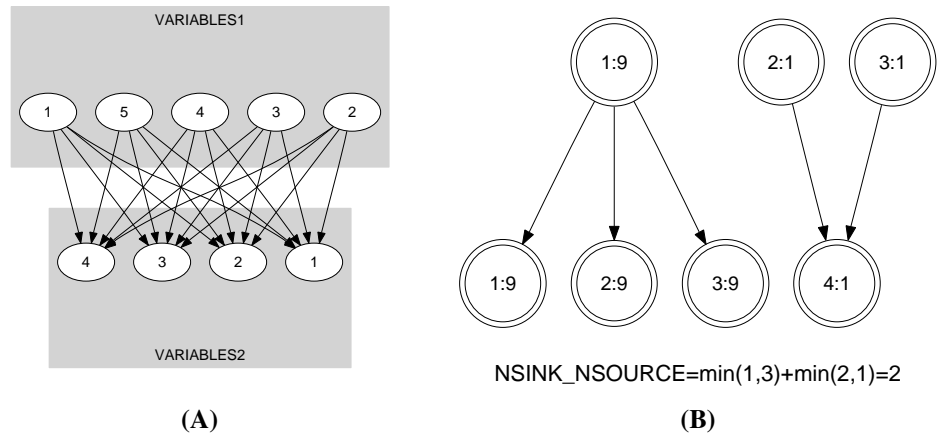 VARIABLES1
1 5 4 3 2
4 3 2 1
VARIABLES2
(A)
1:9 2:1 3:1
1:9 2:9 3:9 4:1
NSINK_NSOURCE=min(1,3)+min(2,1)=2
(B)